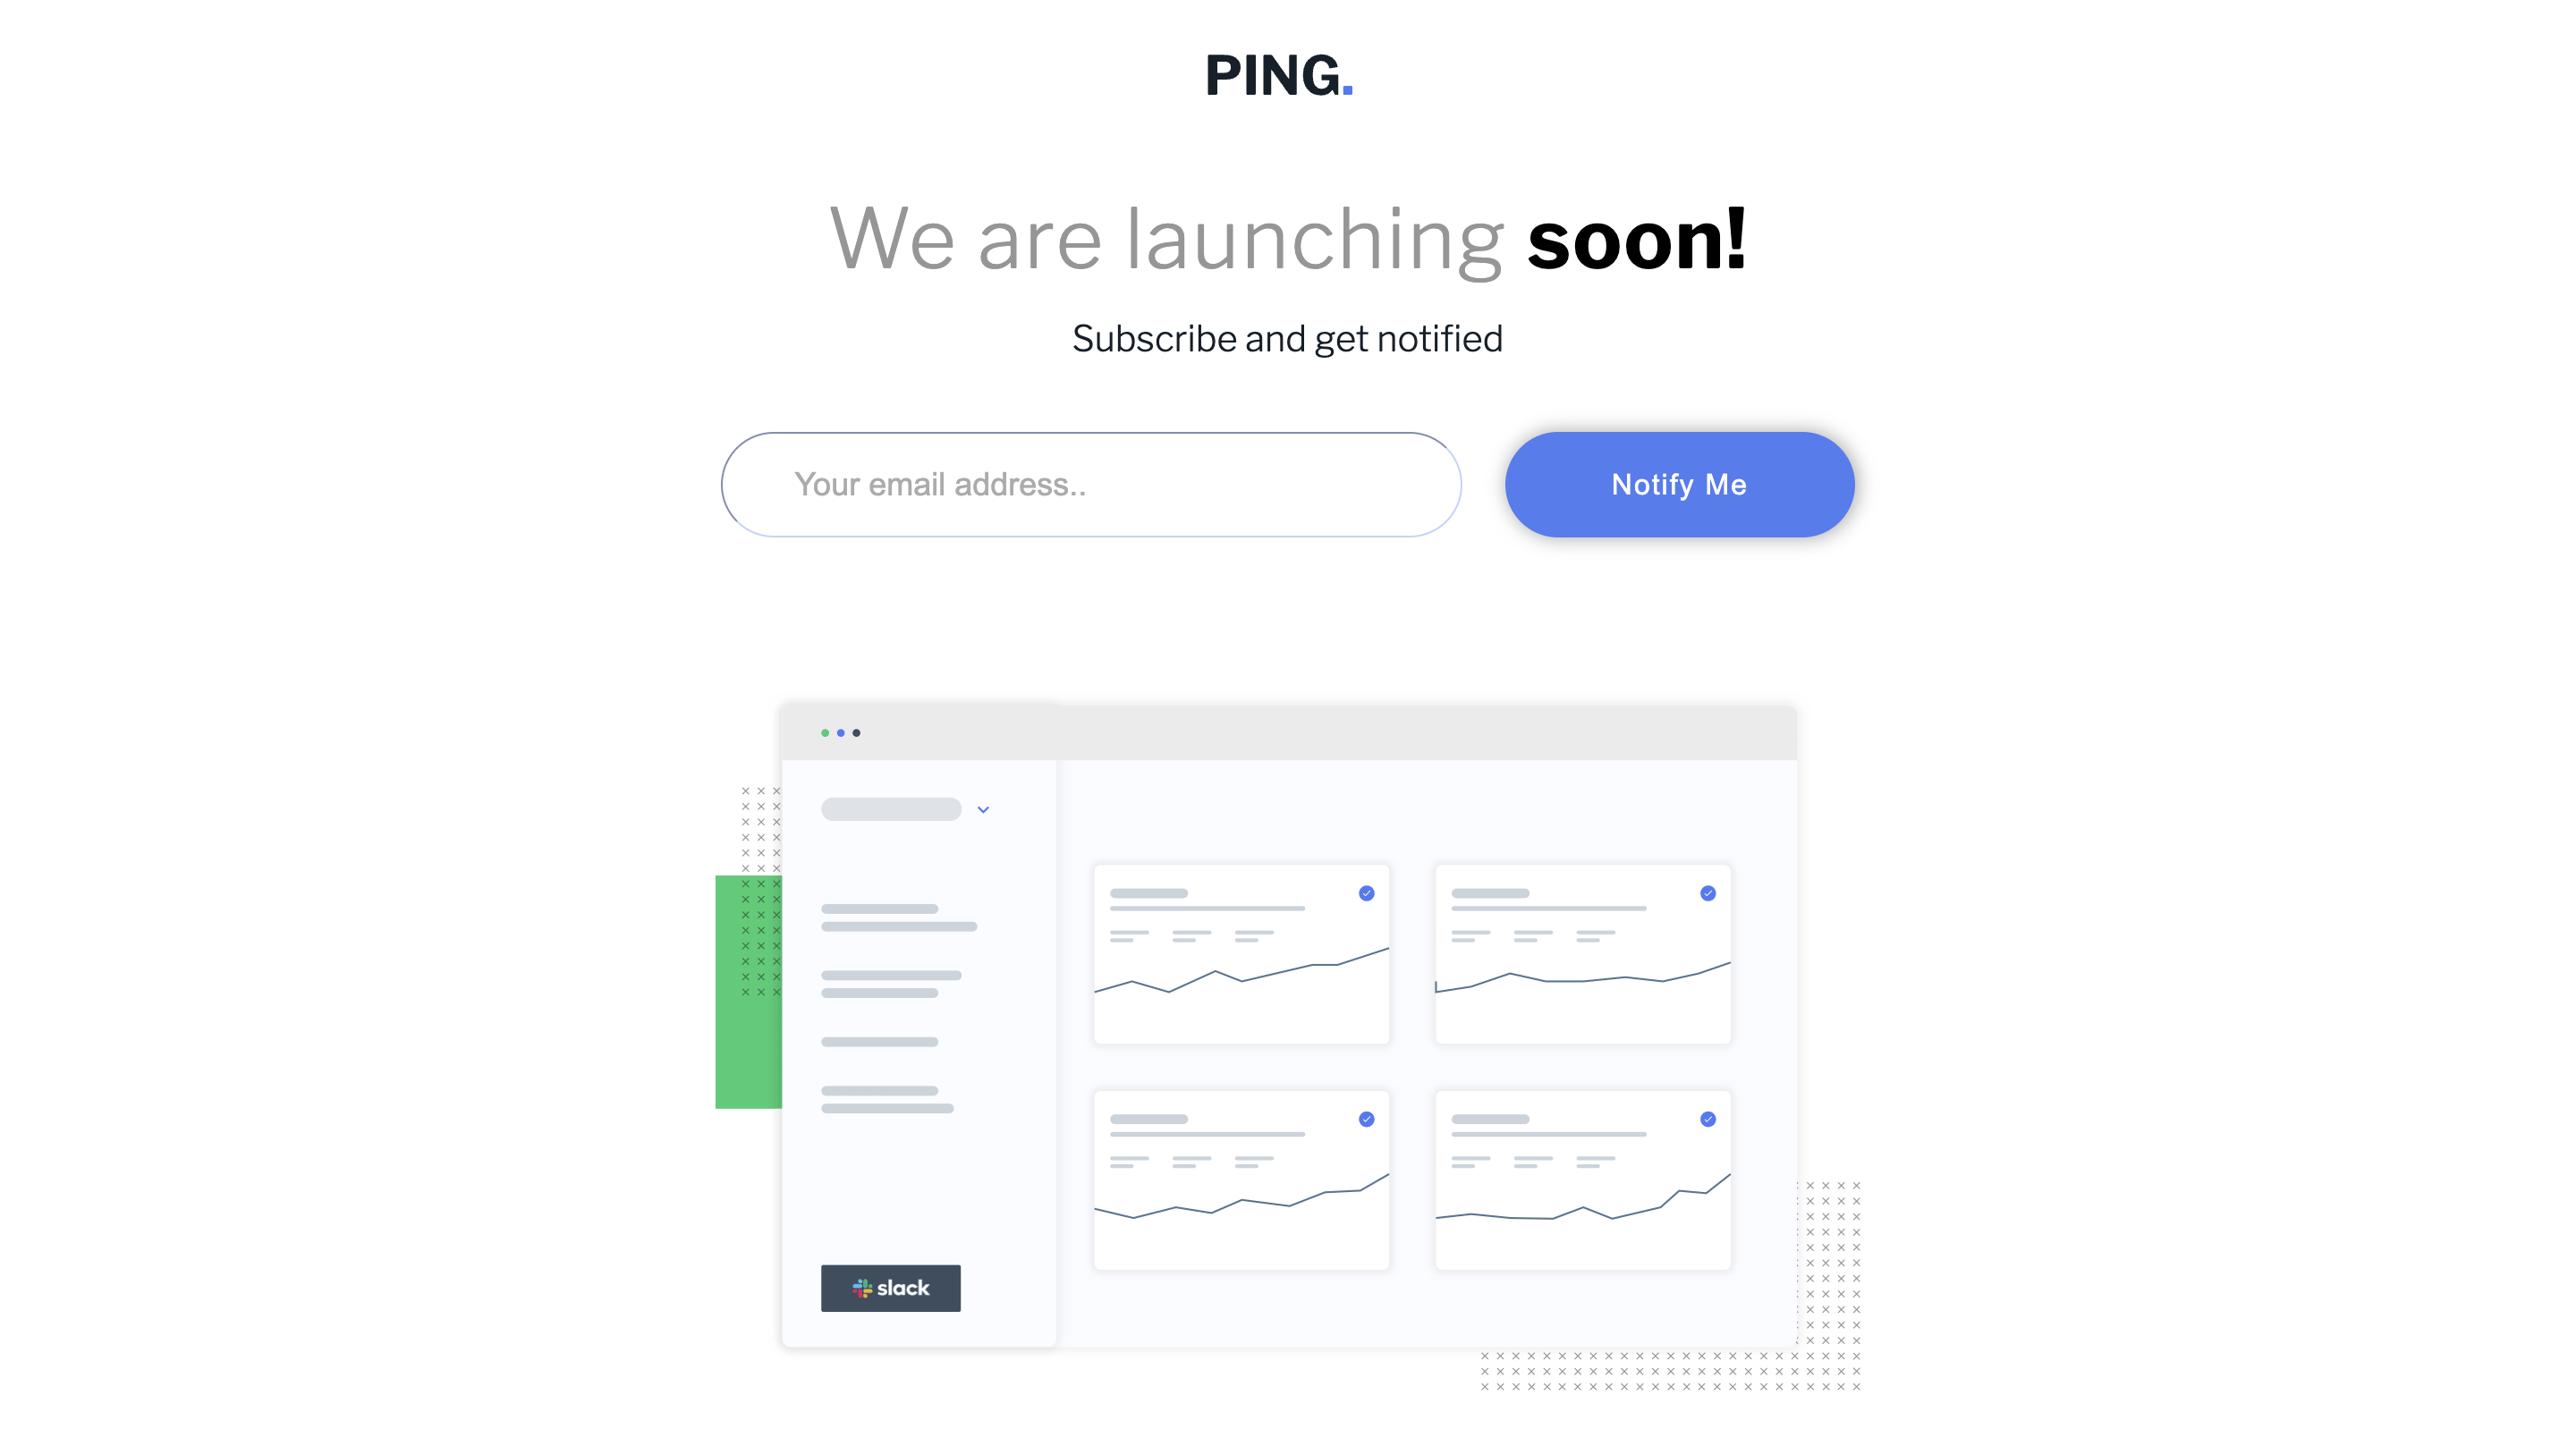 PING.
We are launching soon!
Subscribe and get notified
Your email address..
Notify Me
slack